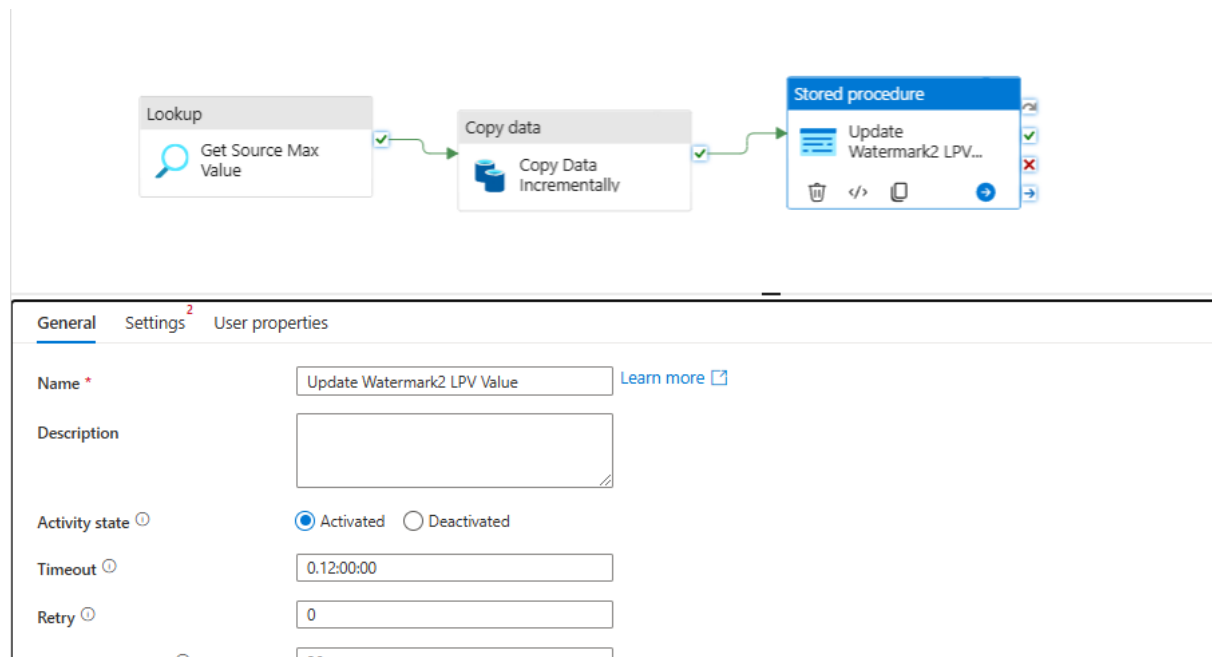 Lookup
Get Source Max
Value
Copy data
Copy Data
Incrementally
Stored procedure
Update
Watermark2 LPV...
General
Settings 2
User properties
Name *
Update Watermark2 LPV Value
Learn more
Description
Activity state
Activated
Deactivated
Timeout
0.12:00:00
Retry
0